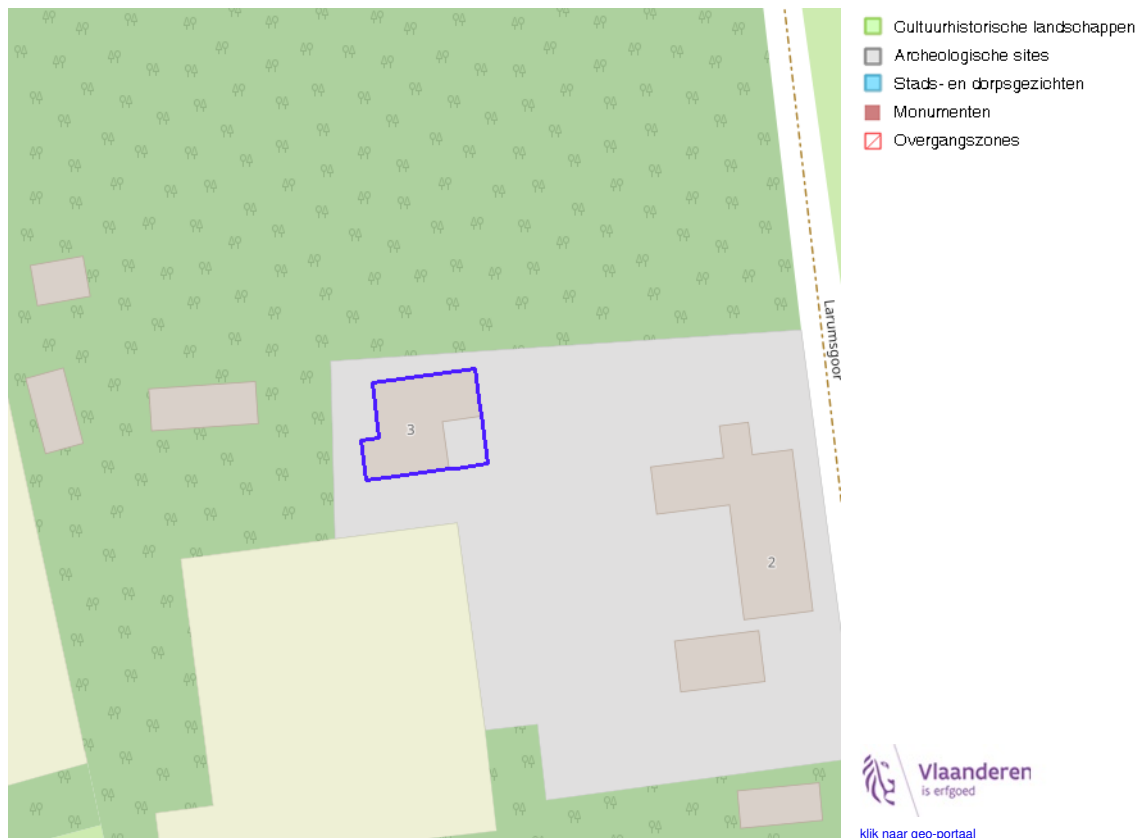 Cultuurhistorische landschappen
Archeologische sites
Stads- en dorpsgezichten
Monumenten
Overgangszones
Larumsgoor
3
2
Vlaanderen
is erfgoed
klik naar geo-portaal